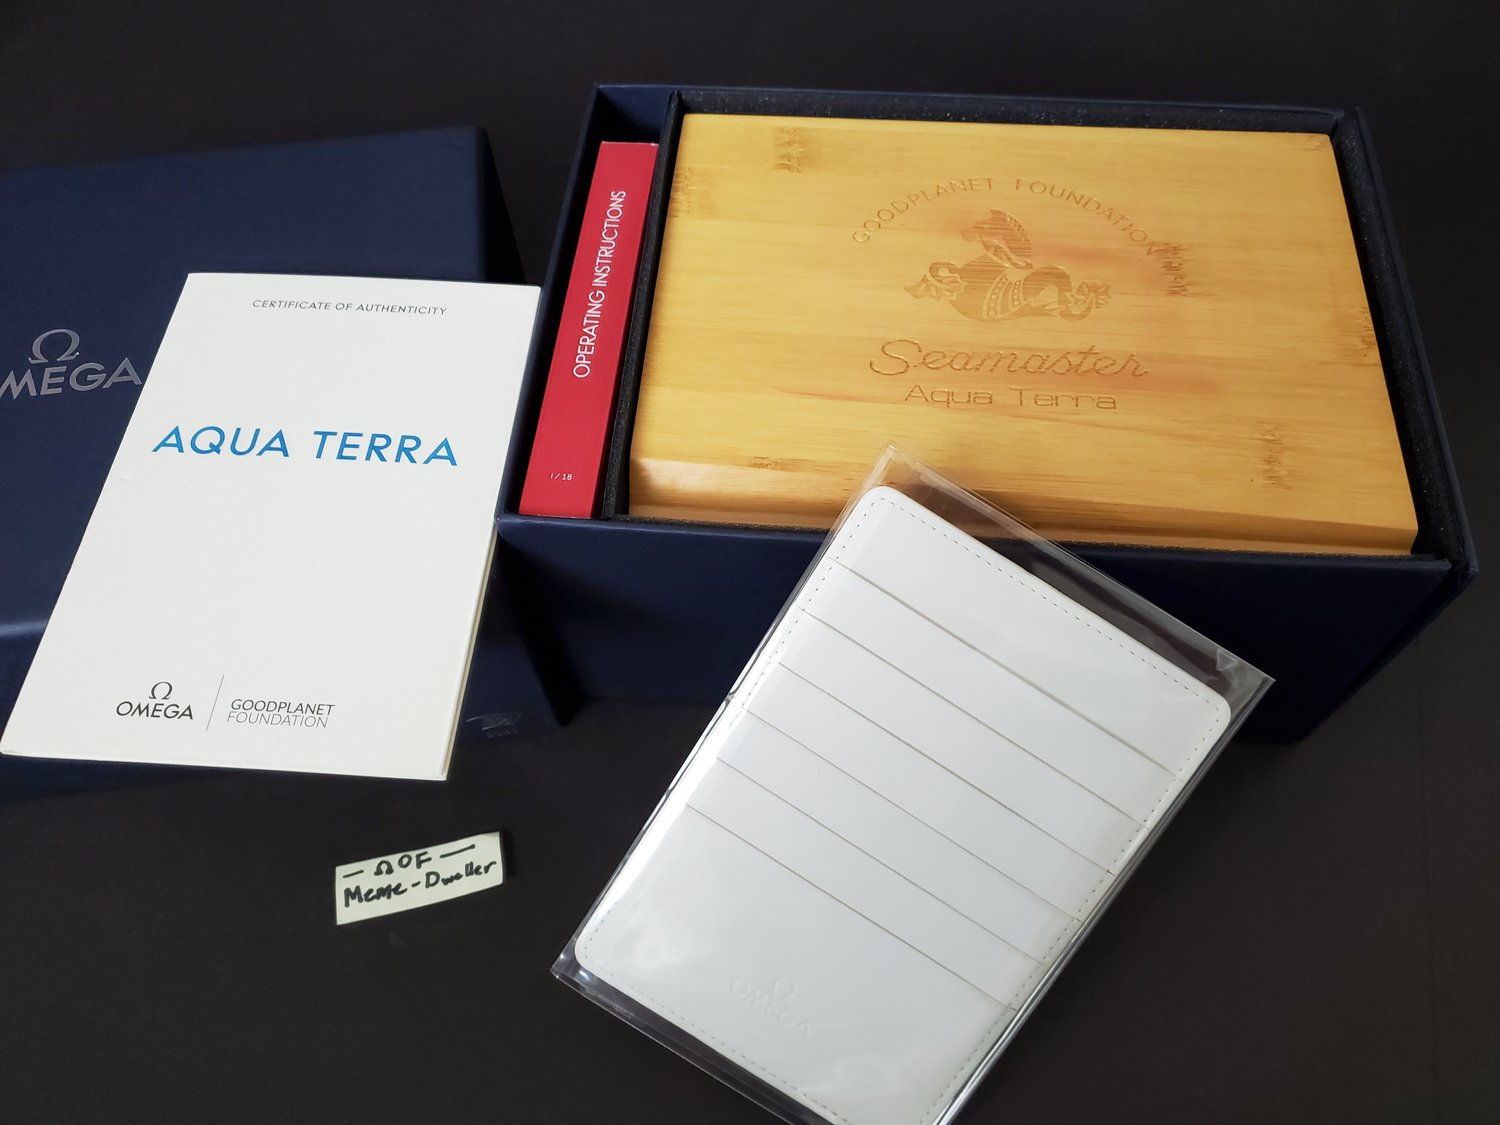 Ω
OMEGA
CERTIFICATE OF AUTHENTICITY
AQUA TERRA
Ω
OMEGA
GOODPLANET
FOUNDATION
OPERATING INSTRUCTIONS
I / 18
GOODPLANET FOUNDATION
Seamaster
Aqua Terra
— Ω OF —
Meme-Dweller
Ω
OMEGA